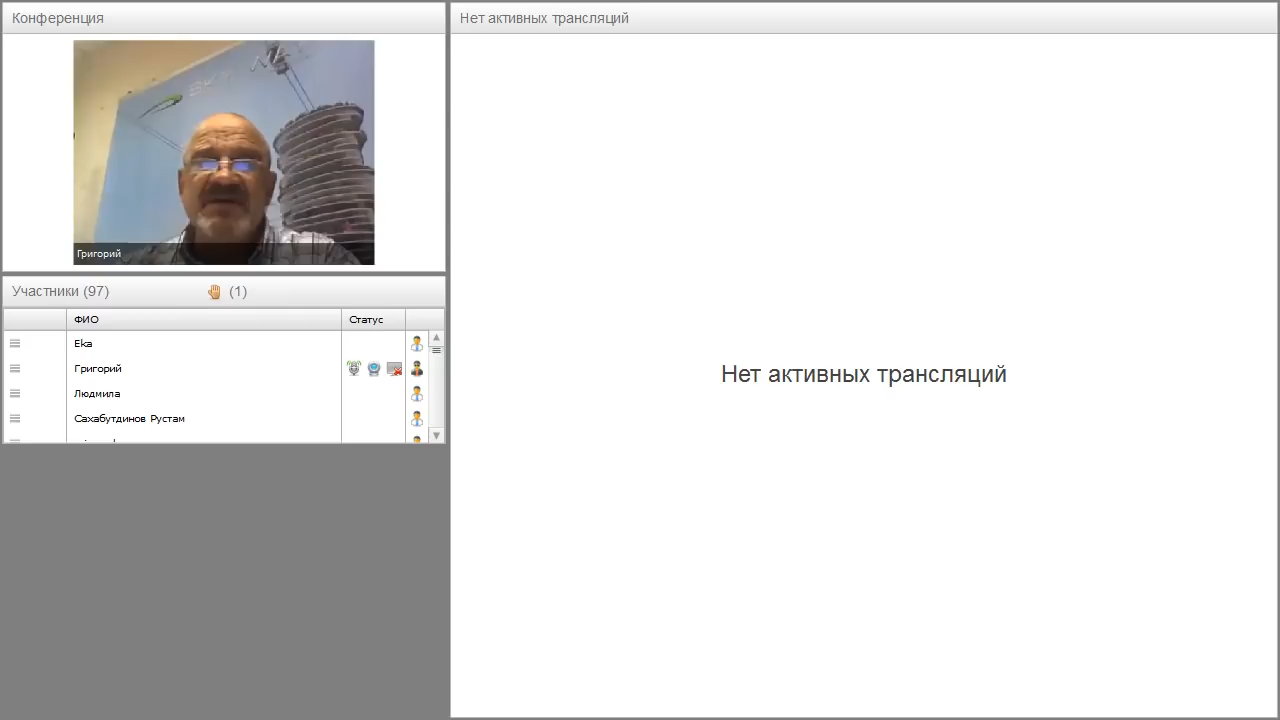 Конференция
Григорий
Участники (97)
(1)
ФИО
Статус
Eka
Григорий
Людмила
Сахабутдинов Рустам
Нет активных трансляций
Нет активных трансляций